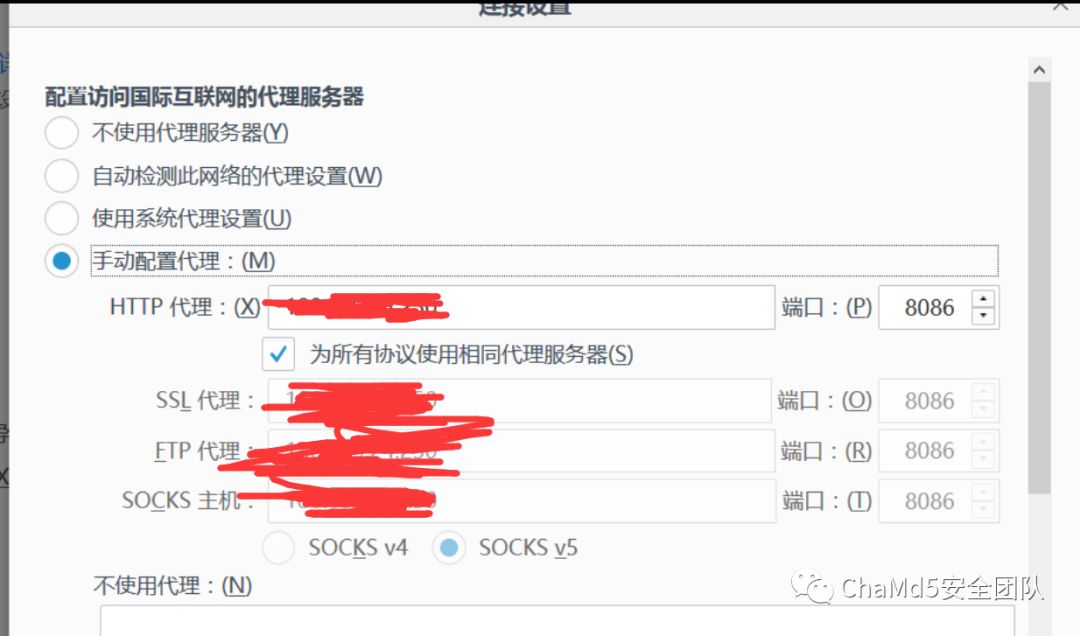 连接设置
配置访问国际互联网的代理服务器
不使用代理服务器(Y)
自动检测此网络的代理设置(W)
使用系统代理设置(U)
手动配置代理：(M)
HTTP 代理：(X) 端口：(P) 8086
为所有协议使用相同代理服务器(S)
SSL 代理： 端口：(O) 8086
FTP 代理： 端口：(R) 8086
SOCKS 主机： 端口：(T) 8086
SOCKS v4 SOCKS v5
不使用代理：(N)
ChaMd5安全团队